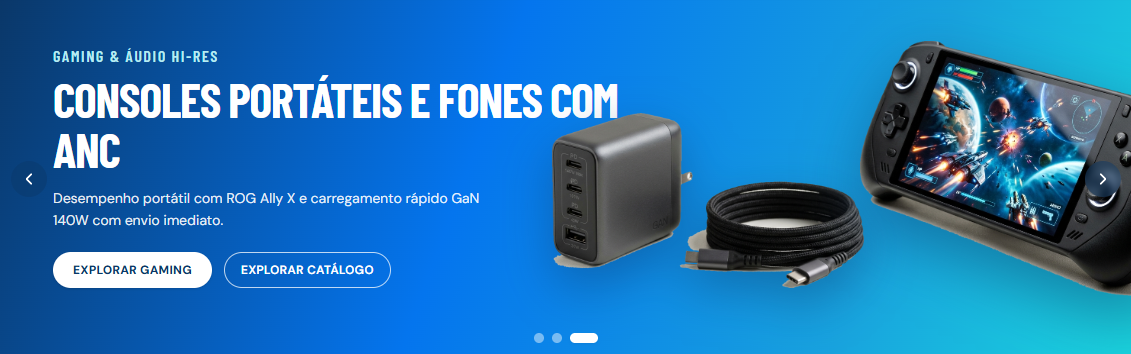 GAMING & ÁUDIO HI-RES
CONSOLES PORTÁTEIS E FONES COM
ANC
Desempenho portátil com ROG Ally X e carregamento rápido GaN
140W com envio imediato.
EXPLORAR GAMING
EXPLORAR CATÁLOGO